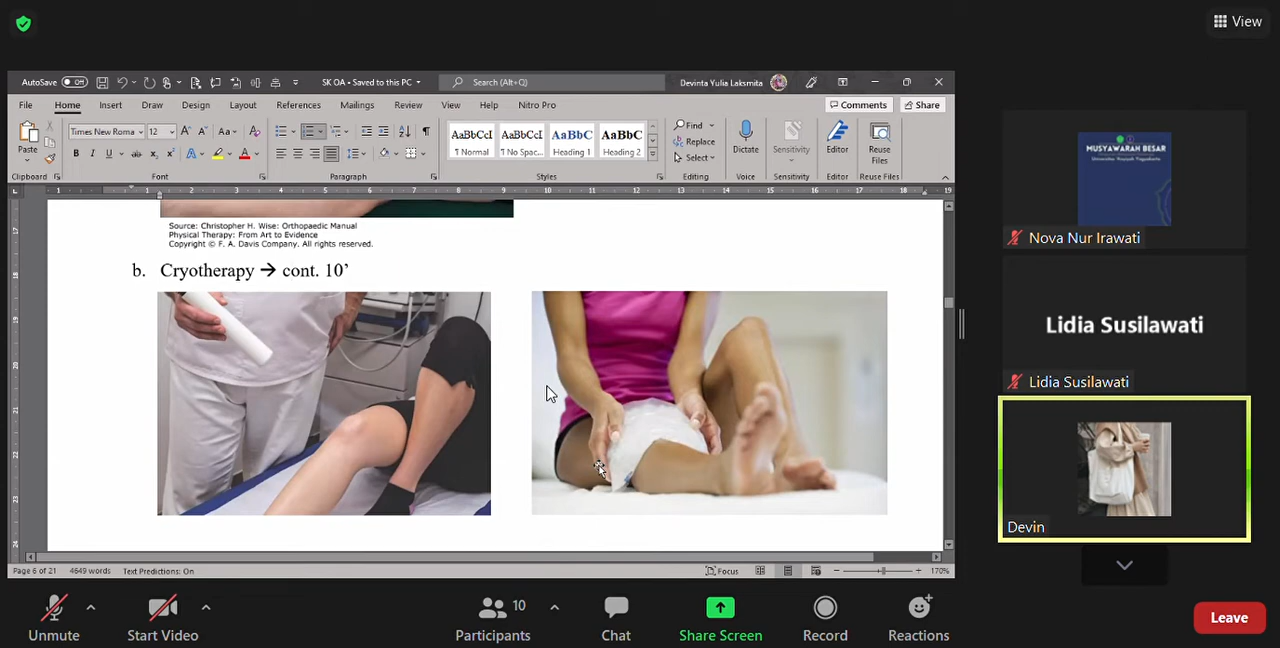 View
AutoSave Off
SK OA • Saved to this PC
Search (Alt+Q)
Devinta Yulia Laksmita
File Home Insert Draw Design Layout References Mailings Review View Help Nitro Pro
Comments Share
Paste
Clipboard
Times New Roma 12
Font
Paragraph
AaBbCcI AaBbCcI AaBbC AaBbC
¶ Normal ¶ No Spac... Heading 1 Heading 2
Styles
Find
Replace
Select
Editing
Dictate
Voice
Sensitivity
Sensitivity
Editor
Editor
Reuse
Files
Reuse Files
Source: Christopher H. Wise: Orthopaedic Manual
Physical Therapy: From Art to Evidence
Copyright © F. A. Davis Company. All rights reserved.
b. Cryotherapy → cont. 10’
Page 6 of 21 4649 words Text Predictions: On
Focus
170%
MUSYAWARAH BESAR
Nova Nur Irawati
Lidia Susilawati
Lidia Susilawati
Devin
Unmute
Start Video
Participants 10
Chat
Share Screen
Record
Reactions
Leave